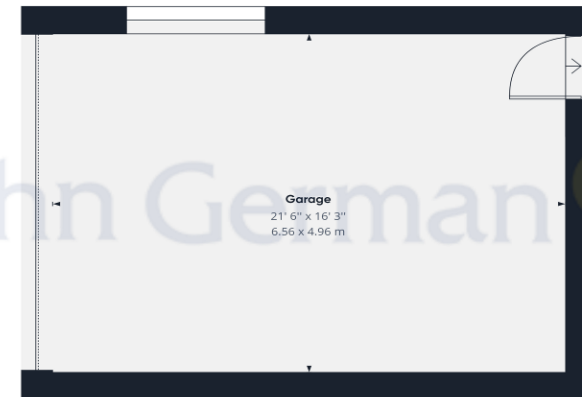 Garage
21' 6" x 16' 3"
6.56 x 4.96 m
hn German